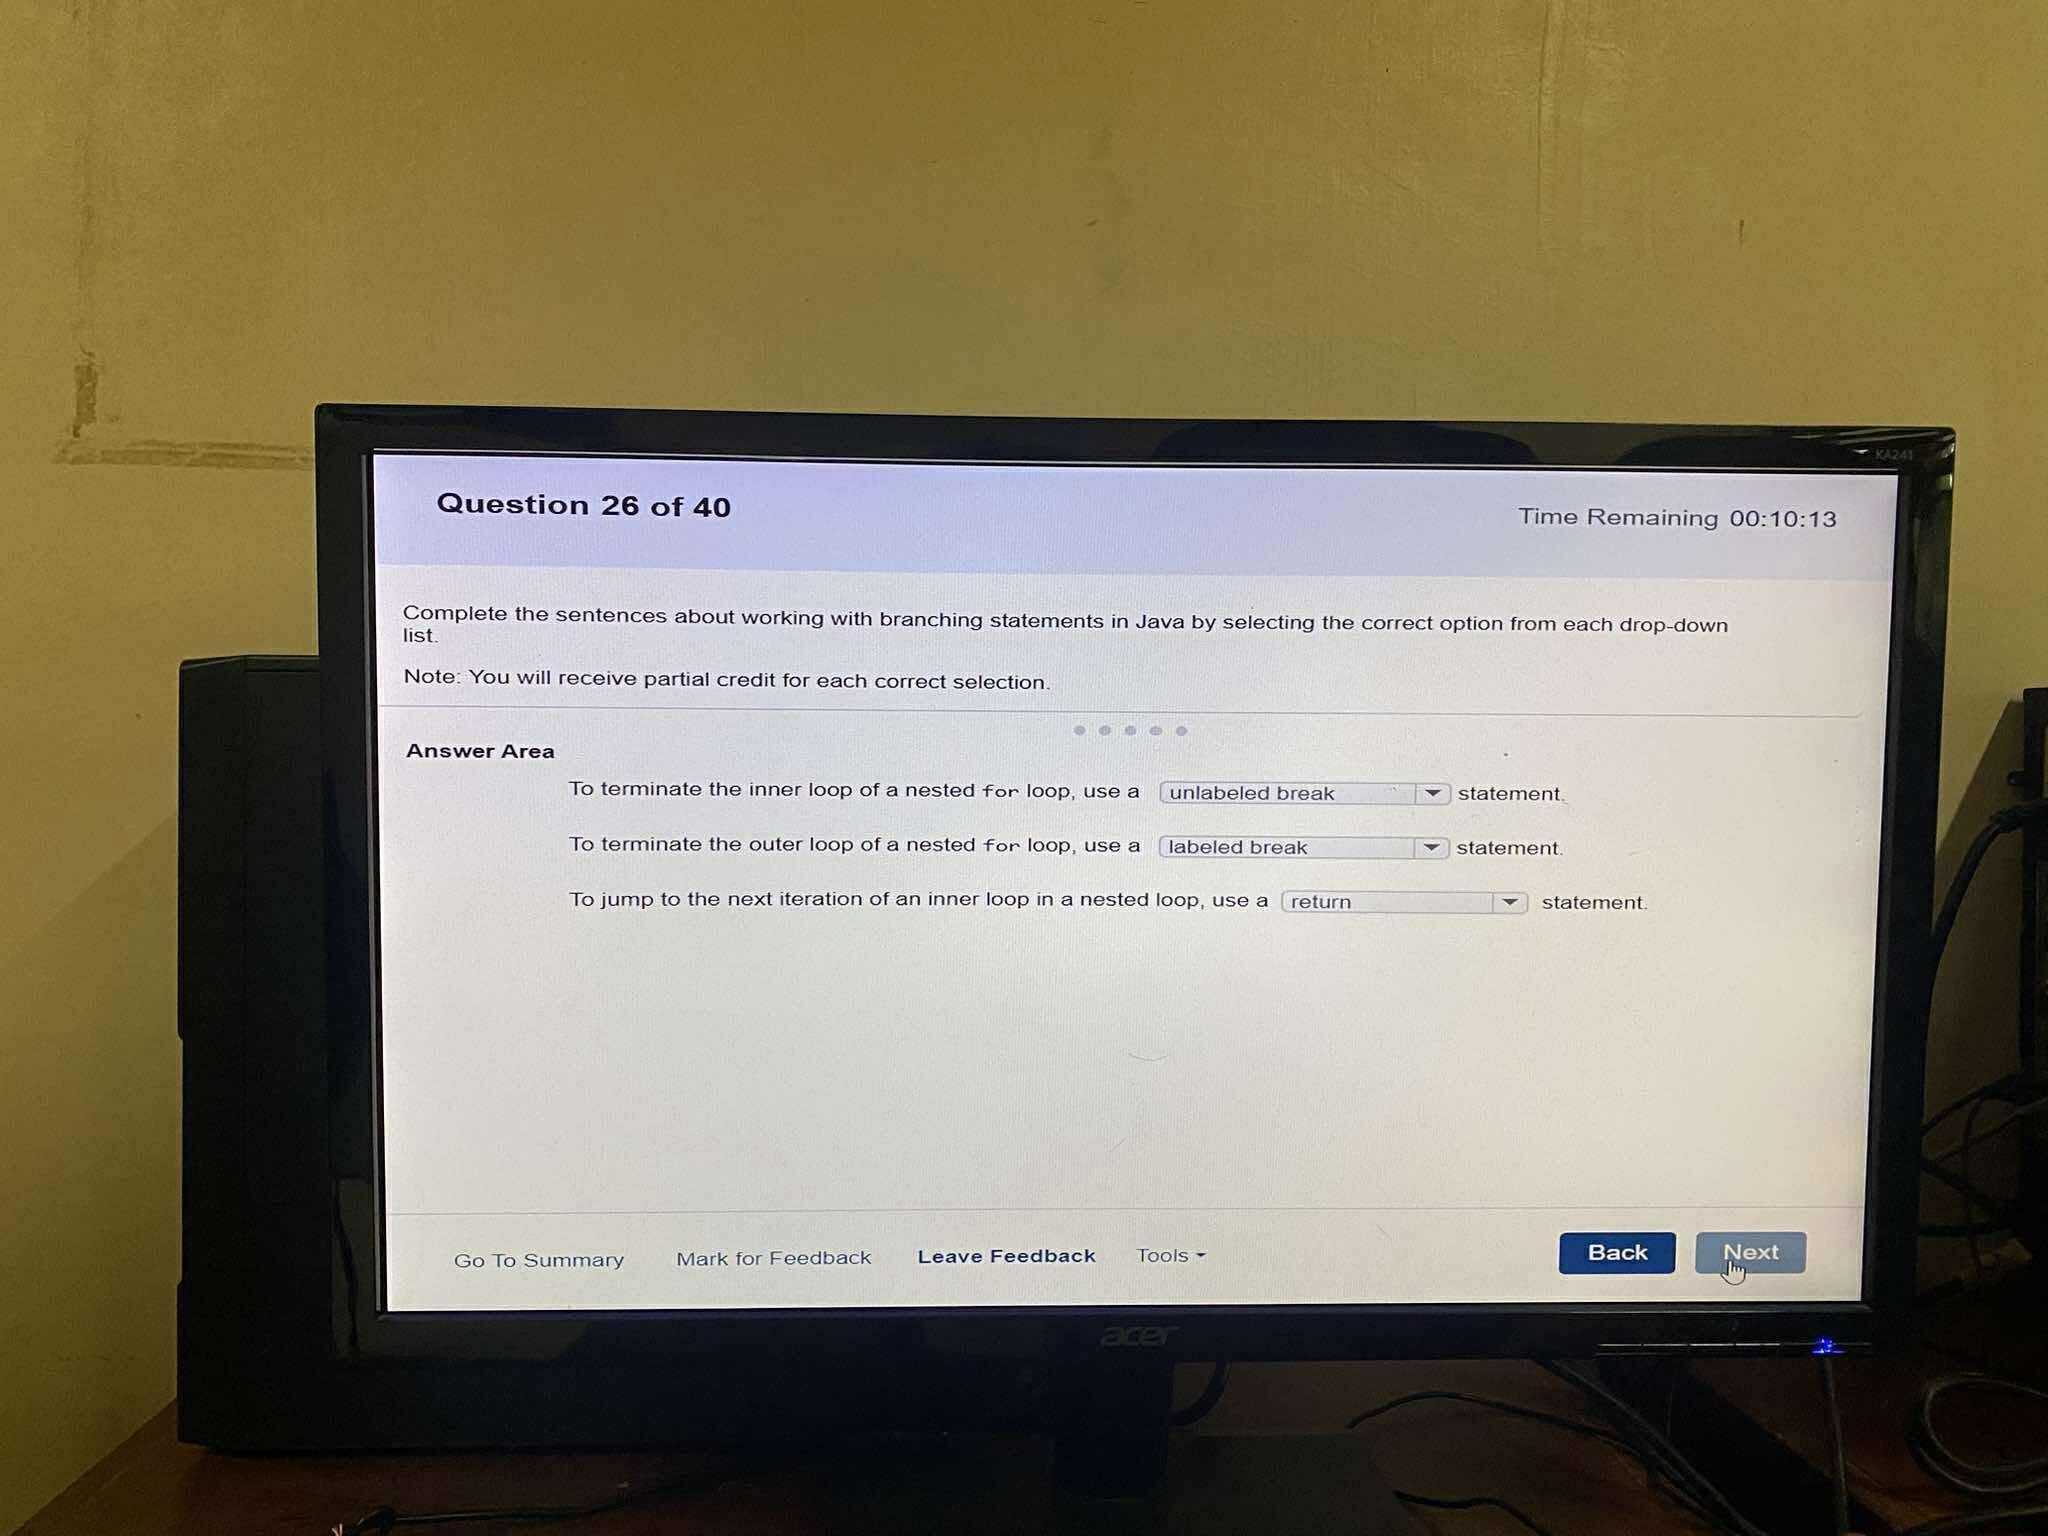 KA241
Question 26 of 40
Time Remaining 00:10:13
Complete the sentences about working with branching statements in Java by selecting the correct option from each drop-down
list.
Note: You will receive partial credit for each correct selection.
Answer Area
To terminate the inner loop of a nested for loop, use a unlabeled break statement.
To terminate the outer loop of a nested for loop, use a labeled break statement.
To jump to the next iteration of an inner loop in a nested loop, use a return statement.
Go To Summary Mark for Feedback Leave Feedback Tools Back Next
acer